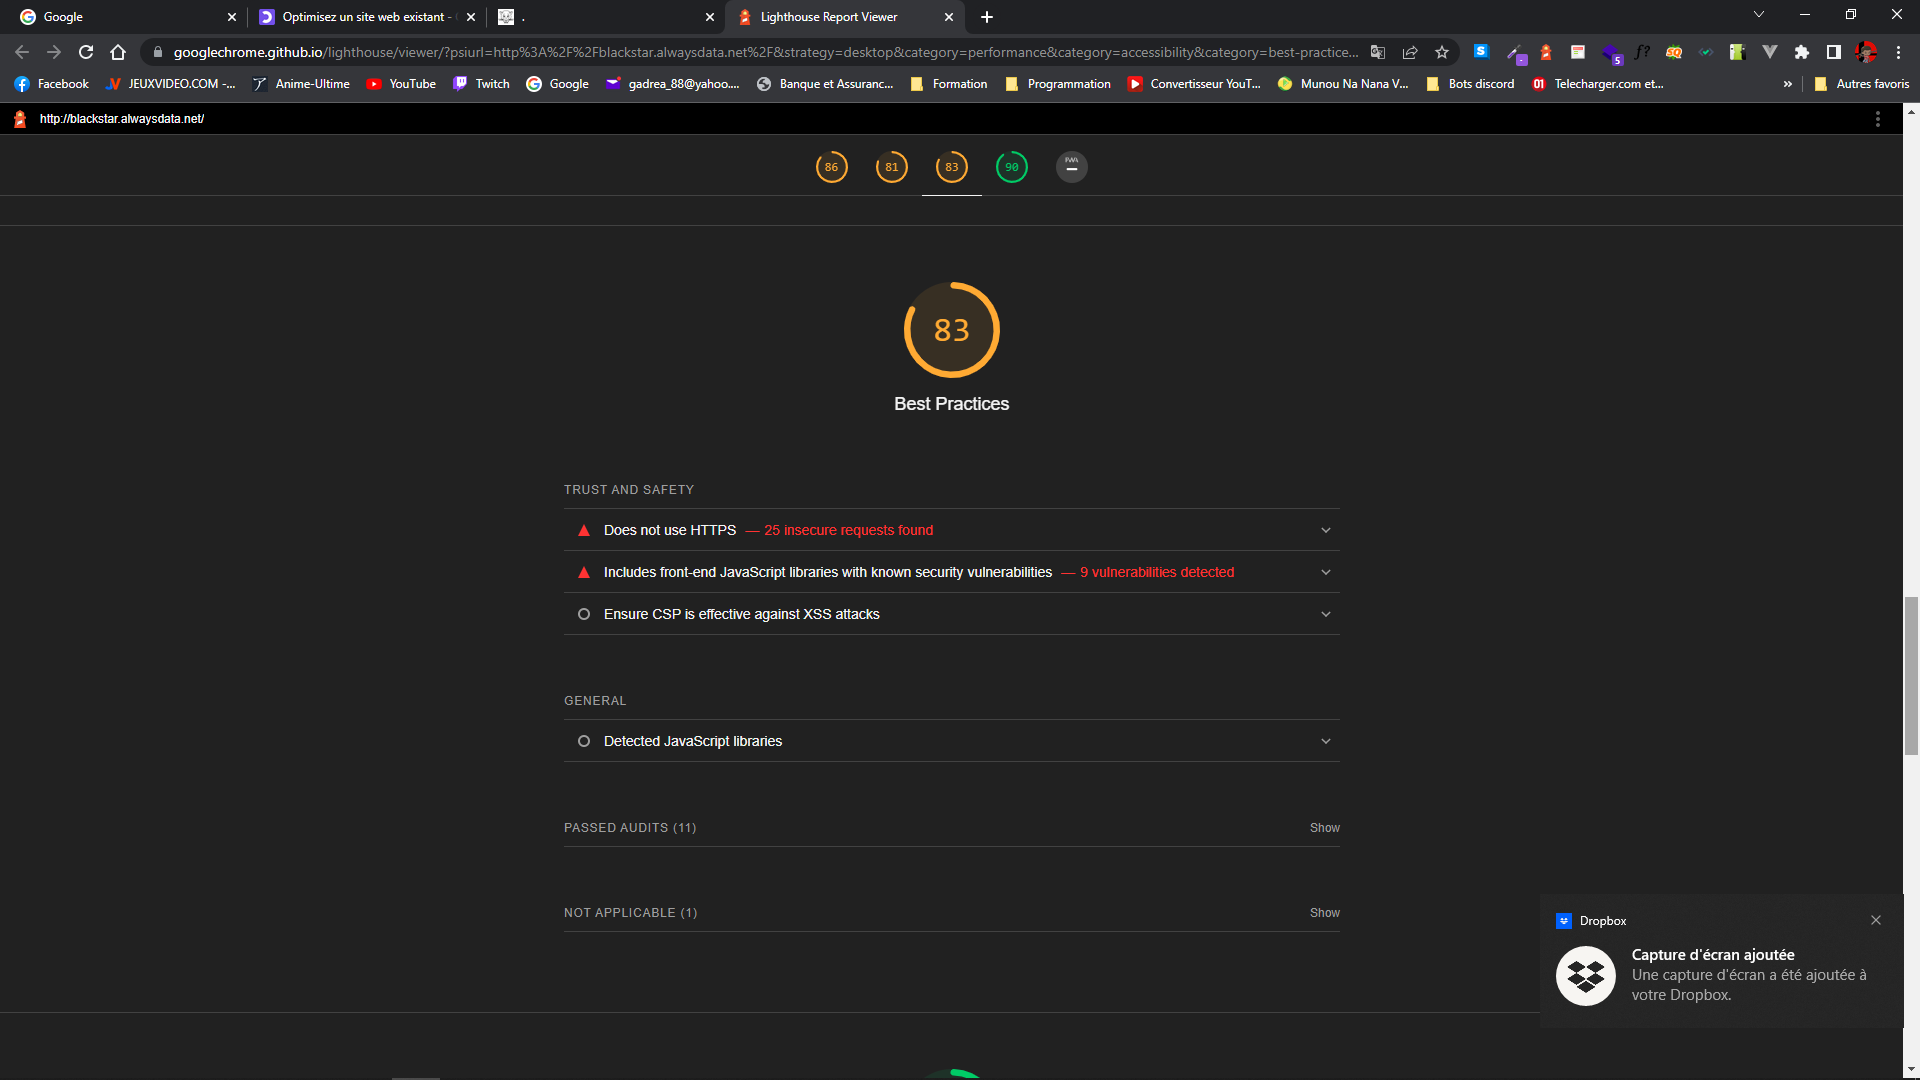 Google
Optimisez un site web existant -
.
Lighthouse Report Viewer
googlechrome.github.io/lighthouse/viewer/?psiurl=http%3A%2F%2Fblackstar.alwaysdata.net%2F&strategy=desktop&category=performance&category=accessibility&category=best-practice...
5
f?
Facebook
JEUXVIDEO.COM -...
Anime-Ultime
YouTube
Twitch
Google
gadrea_88@yahoo....
Banque et Assuranc...
Formation
Programmation
Convertisseur YouT...
Munou Na Nana V...
Bots discord
01
Telecharger.com et...
»
Autres favoris
http://blackstar.alwaysdata.net/
86
81
83
90
PWA
83
Best Practices
TRUST AND SAFETY
Does not use HTTPS — 25 insecure requests found
Includes front-end JavaScript libraries with known security vulnerabilities — 9 vulnerabilities detected
Ensure CSP is effective against XSS attacks
GENERAL
Detected JavaScript libraries
PASSED AUDITS (11)
Show
NOT APPLICABLE (1)
Show
Dropbox
Capture d'écran ajoutée
Une capture d'écran a été ajoutée à
votre Dropbox.